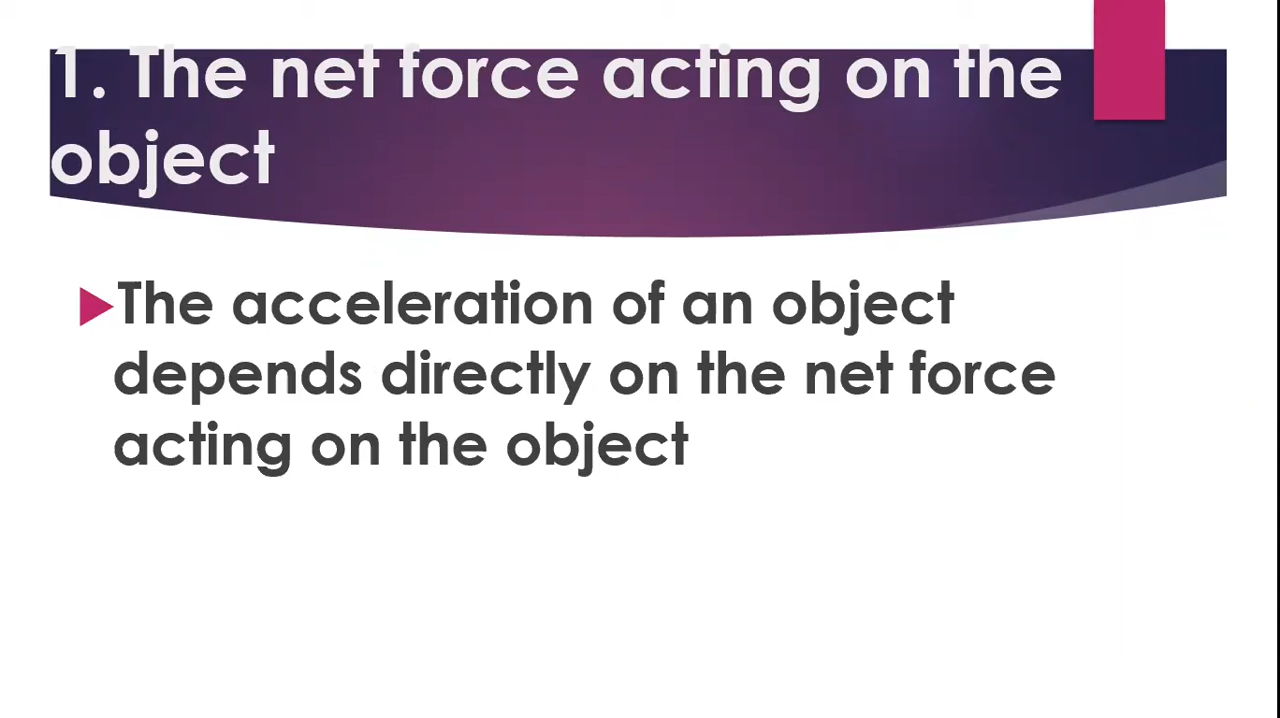 1. The net force acting on the
object
The acceleration of an object
depends directly on the net force
acting on the object